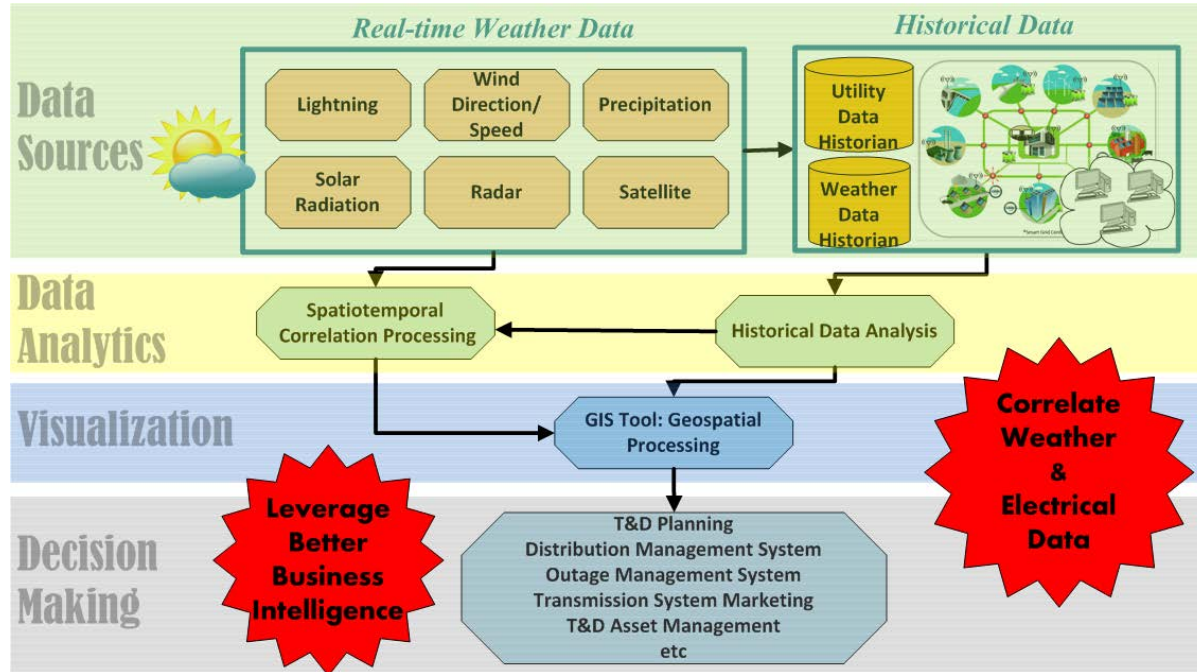 Real-time Weather Data
Historical Data
Data
Sources
Lightning
Wind
Direction/
Speed
Precipitation
Solar
Radiation
Radar
Satellite
Utility
Data
Historian
Weather
Data
Historian
Data
Analytics
Spatiotemporal
Correlation Processing
Historical Data Analysis
Visualization
GIS Tool: Geospatial
Processing
Correlate
Weather
&
Electrical
Data
Decision
Making
Leverage
Better
Business
Intelligence
T&D Planning
Distribution Management System
Outage Management System
Transmission System Marketing
T&D Asset Management
etc